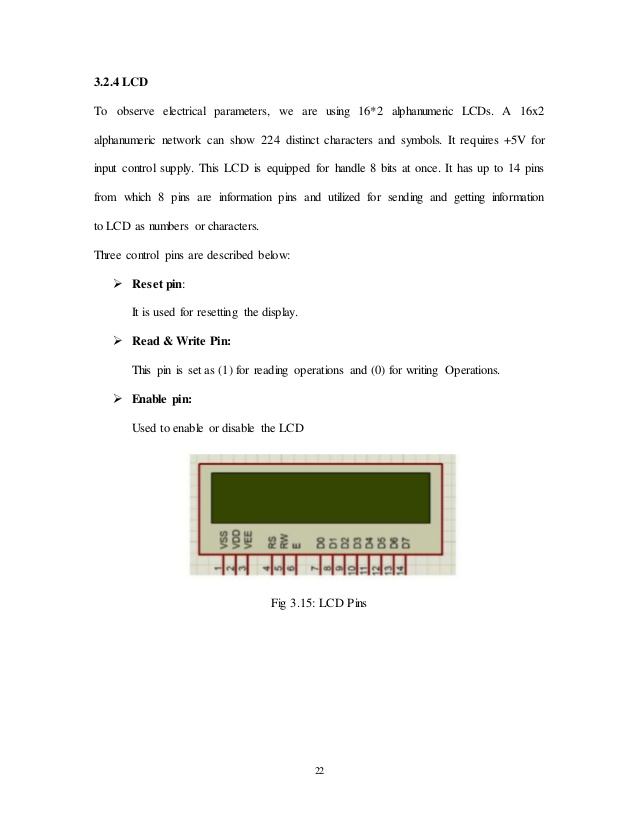 3.2.4 LCD
To observe electrical parameters, we are using 16*2 alphanumeric LCDs. A 16x2
alphanumeric network can show 224 distinct characters and symbols. It requires +5V for
input control supply. This LCD is equipped for handle 8 bits at once. It has up to 14 pins
from which 8 pins are information pins and utilized for sending and getting information
to LCD as numbers or characters.
Three control pins are described below:
➢ Reset pin:
It is used for resetting the display.
➢ Read & Write Pin:
This pin is set as (1) for reading operations and (0) for writing Operations.
➢ Enable pin:
Used to enable or disable the LCD
VSS VDD VEE RS RW E D0 D1 D2 D3 D4 D5 D6 D7
1 2 3 4 5 6 7 8 9 10 11 12 13 14
Fig 3.15: LCD Pins
22